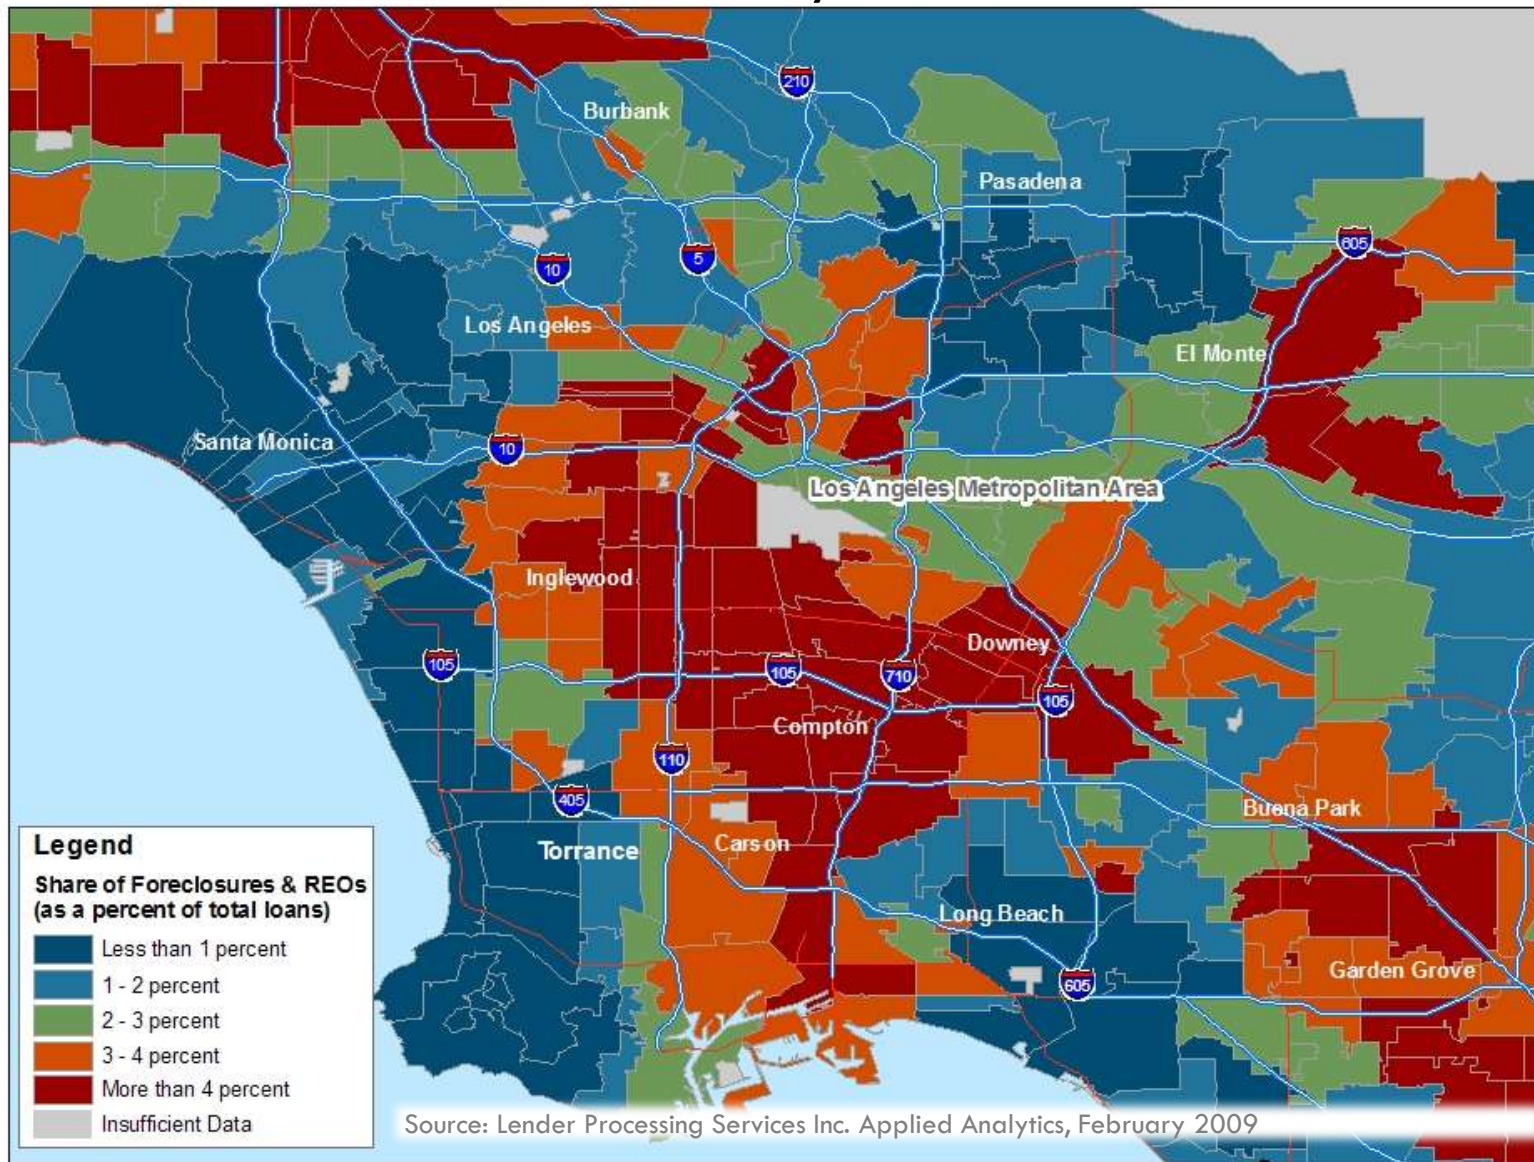 210
Burbank
Pasadena
605
10
5
Los Angeles
El Monte
Santa Monica
10
Los Angeles Metropolitan Area
Inglewood
Downey
105
105
710
105
Compton
110
405
Buena Park
Torrance
Carson
Long Beach
Garden Grove
605
Legend
Share of Foreclosures & REOs
(as a percent of total loans)
Less than 1 percent
1 - 2 percent
2 - 3 percent
3 - 4 percent
More than 4 percent
Insufficient Data
Source: Lender Processing Services Inc. Applied Analytics, February 2009